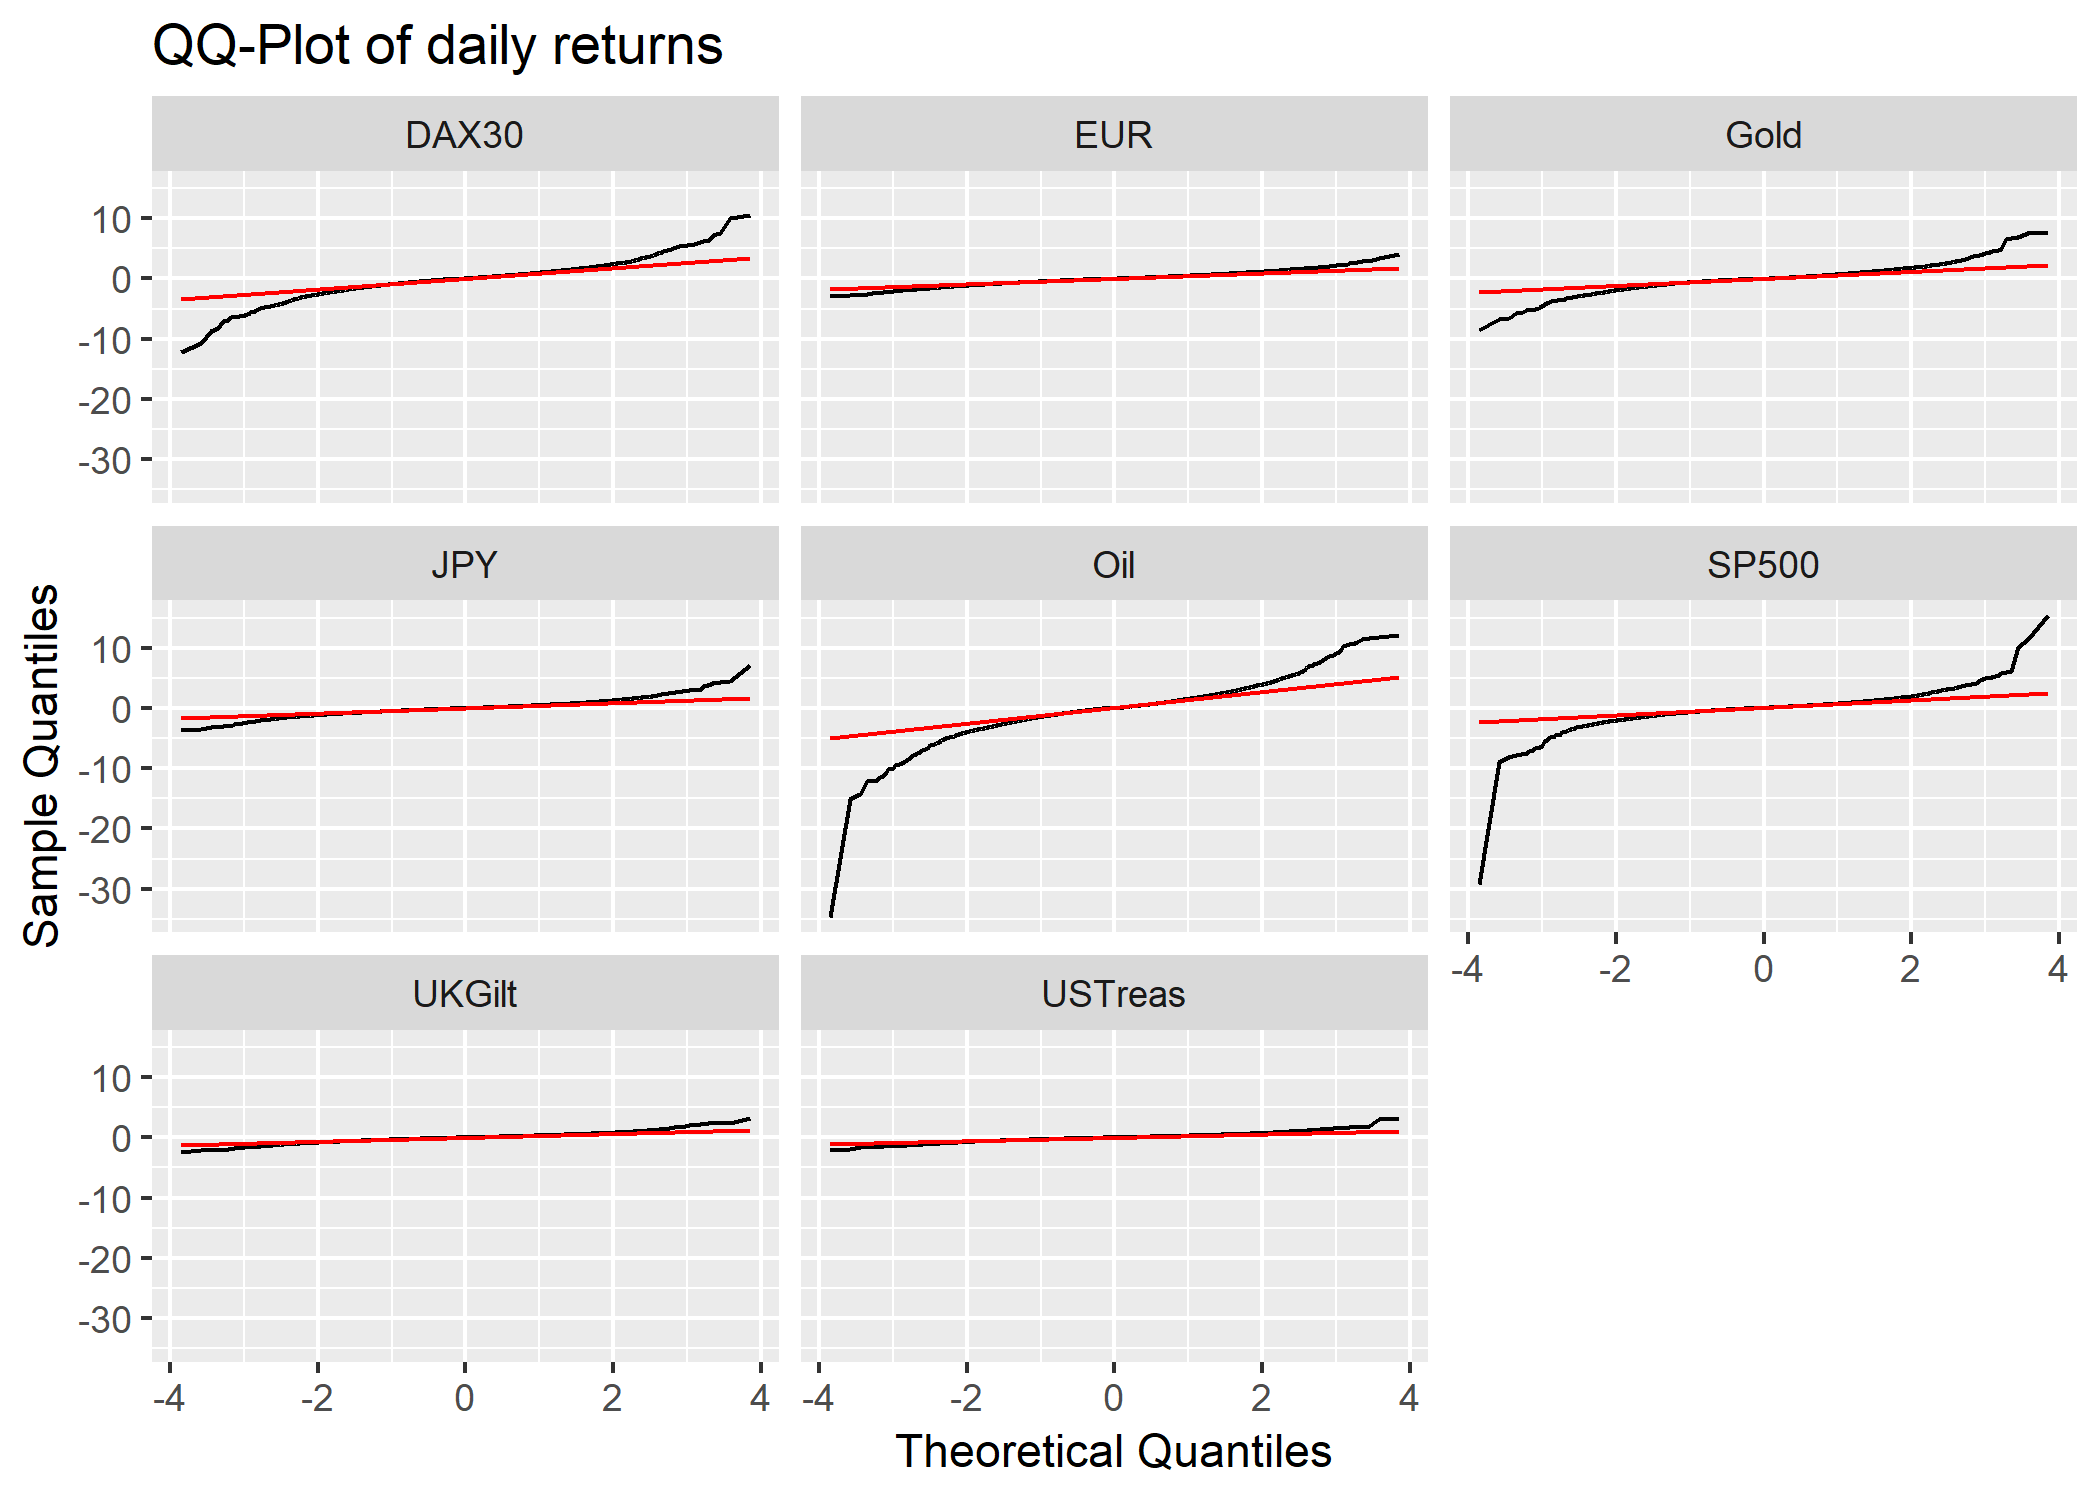 QQ-Plot of daily returns
DAX30 EUR Gold
10
0
-10
-20
-30
JPY Oil SP500
Sample Quantiles
10
0
-10
-20
-30
-4 -2 0 2 4
UKGilt USTreas
10
0
-10
-20
-30
-4 -2 0 2 4 -4 -2 0 2 4
Theoretical Quantiles